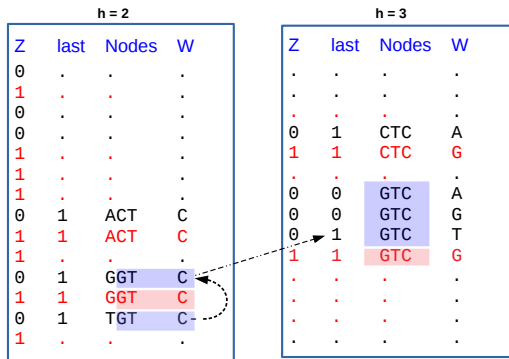 h = 2
Z last Nodes W
0 . . .
1 . . .
0 . . .
0 . . .
1 . . .
1 . . .
1 . . .
0 1 ACT C
1 1 ACT C
1 . . .
0 1 GGT C
1 1 GGT C
0 1 TGT C
1 . . .
h = 3
Z last Nodes W
. . . .
. . . .
. . . .
0 1 CTC A
1 1 CTC G
. . . .
0 0 GTC A
0 0 GTC G
0 1 GTC T
1 1 GTC G
. . . .
. . . .
. . . .
. . . .